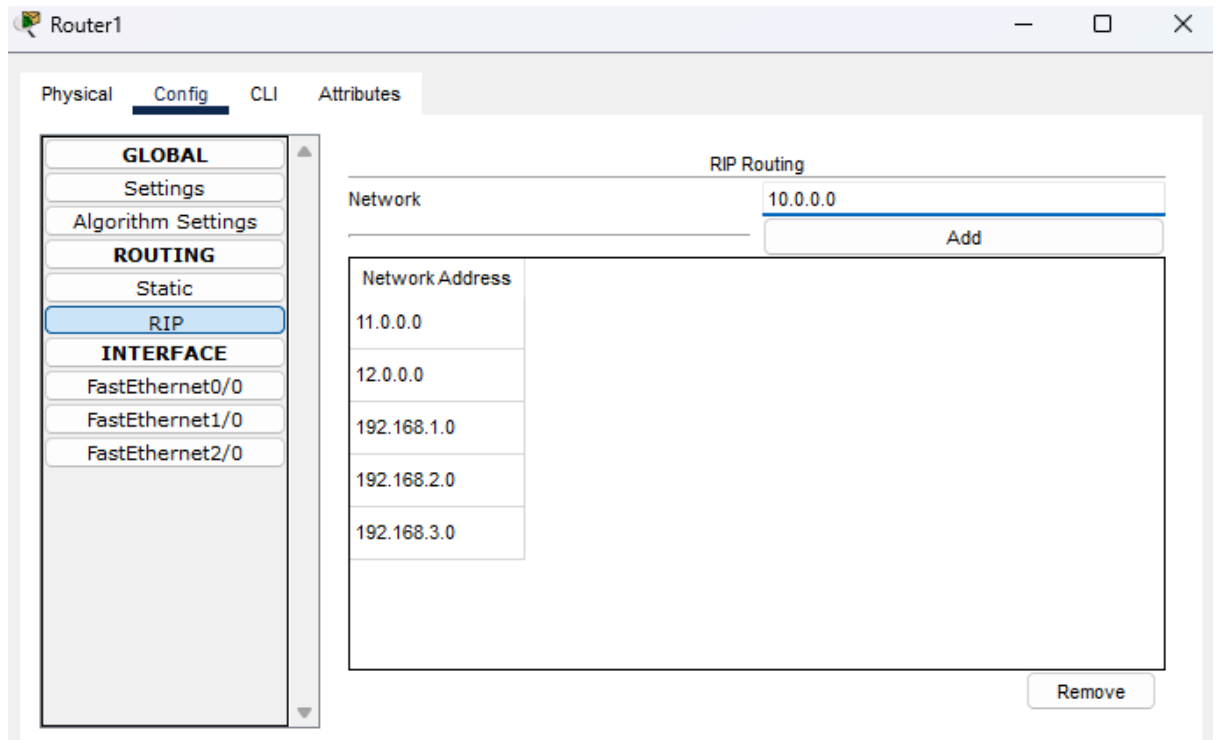 Router1
Physical Config CLI Attributes
GLOBAL
Settings
Algorithm Settings
ROUTING
Static
RIP
INTERFACE
FastEthernet0/0
FastEthernet1/0
FastEthernet2/0
RIP Routing
Network 10.0.0.0
Add
Network Address
11.0.0.0
12.0.0.0
192.168.1.0
192.168.2.0
192.168.3.0
Remove